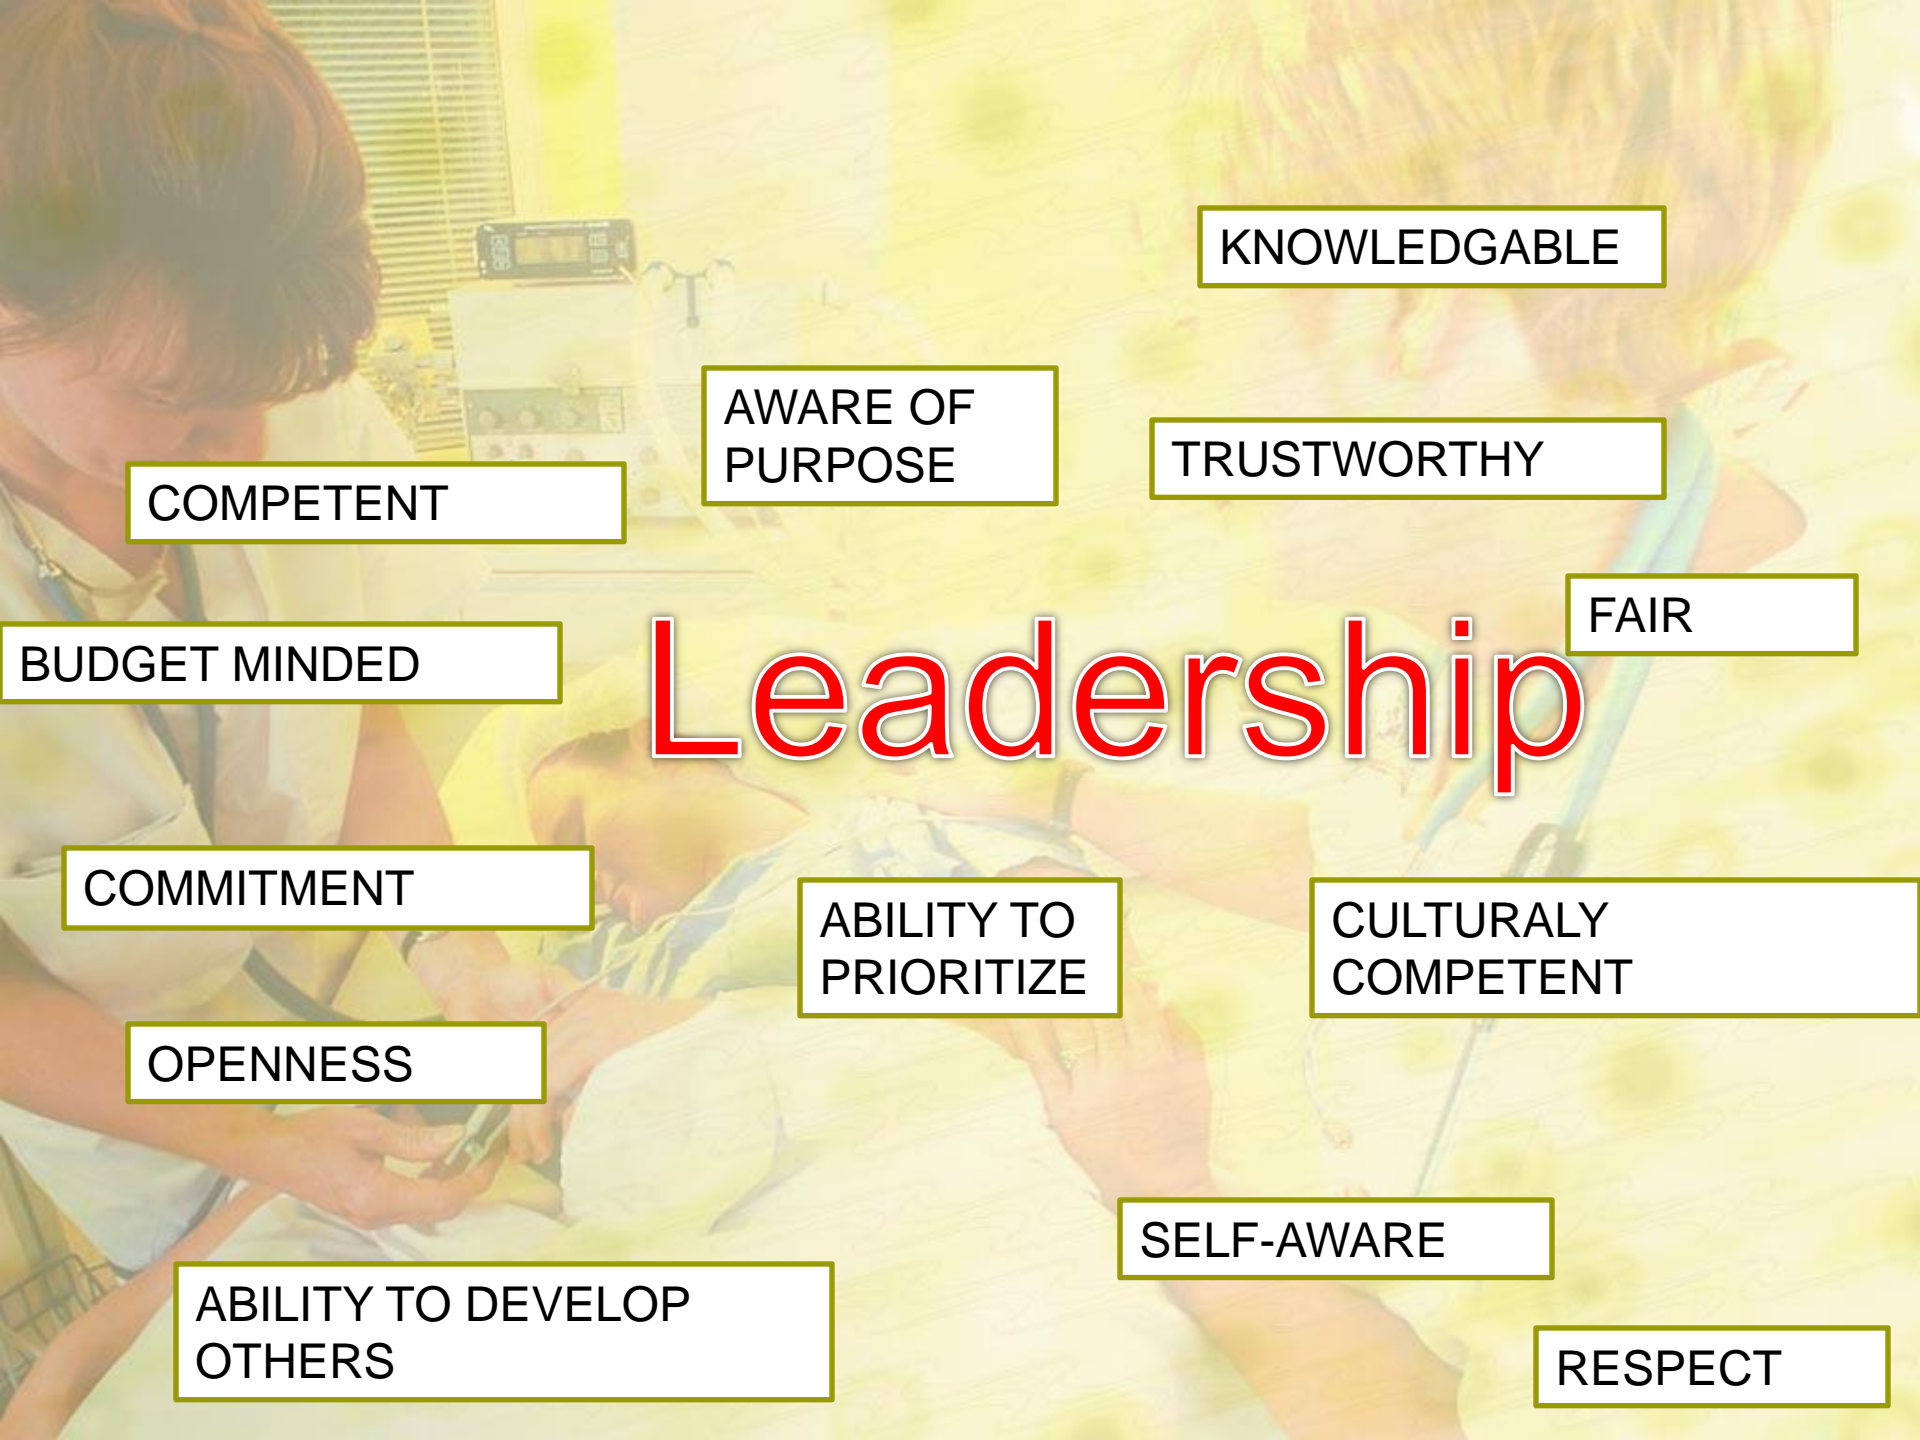 KNOWLEDGABLE
AWARE OF
PURPOSE
TRUSTWORTHY
COMPETENT
FAIR
BUDGET MINDED
Leadership
COMMITMENT
ABILITY TO
PRIORITIZE
CULTURALY
COMPETENT
OPENNESS
SELF-AWARE
ABILITY TO DEVELOP
OTHERS
RESPECT